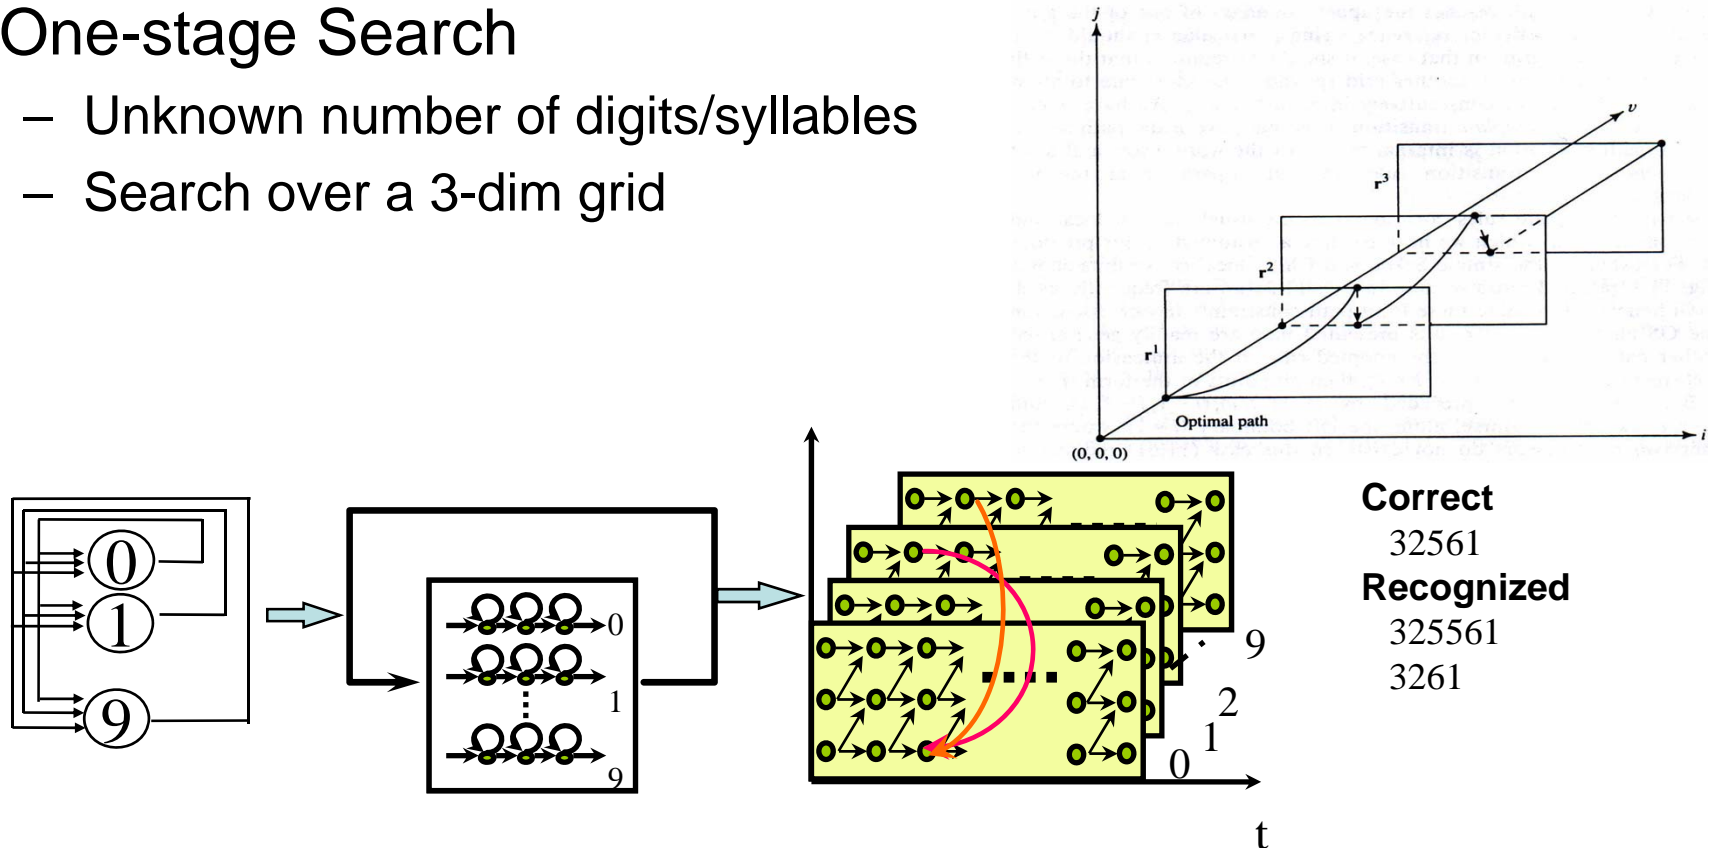 One-stage Search
– Unknown number of digits/syllables
– Search over a 3-dim grid
j
v
r³
r²
r¹
Optimal path
i
(0, 0, 0)
0
1
9
0
1
9
9
2
1
0
t
Correct
32561
Recognized
325561
3261